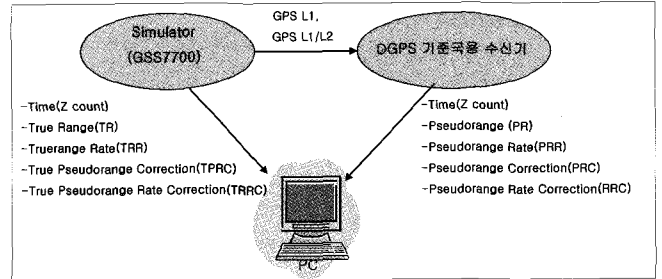 GPS L1,
GPS L1/L2
Simulator
(GSS7700)
DGPS 기준국용 수신기
-Time(Z count)
-True Range(TR)
-Truerange Rate(TRR)
-True Pseudorange Correction(TPRC)
-True Pseudorange Rate Correction(TRRC)
-Time(Z count)
-Pseudorange (PR)
-Pseudorange Rate(PRR)
-Pseudorange Correction(PRC)
-Pseudorange Rate Correction(RRC)
PC